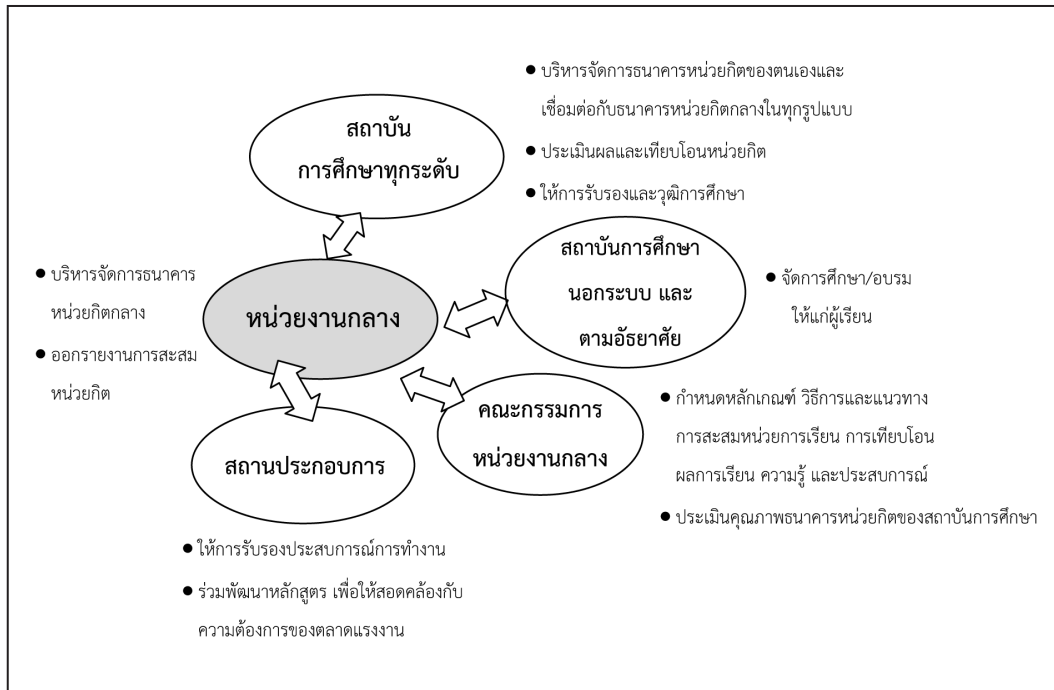 ● บริหารจัดการธนาคารหน่วยกิตของตนเองและ
เชื่อมต่อกับธนาคารหน่วยกิตกลางในทุกรูปแบบ
● ประเมินผลและเทียบโอนหน่วยกิต
● ให้การรับรองและวุฒิการศึกษา
สถาบัน
การศึกษาทุกระดับ
สถาบันการศึกษา
นอกระบบ และ
ตามอัธยาศัย
● จัดการศึกษา/อบรม
ให้แก่ผู้เรียน
● บริหารจัดการธนาคาร
หน่วยกิตกลาง
● ออกรายงานการสะสม
หน่วยกิต
หน่วยงานกลาง
คณะกรรมการ
หน่วยงานกลาง
● กำหนดหลักเกณฑ์ วิธีการและแนวทาง
การสะสมหน่วยการเรียน การเทียบโอน
ผลการเรียน ความรู้ และประสบการณ์
● ประเมินคุณภาพธนาคารหน่วยกิตของสถาบันการศึกษา
สถานประกอบการ
● ให้การรับรองประสบการณ์การทำงาน
● ร่วมพัฒนาหลักสูตร เพื่อให้สอดคล้องกับ
ความต้องการของตลาดแรงงาน